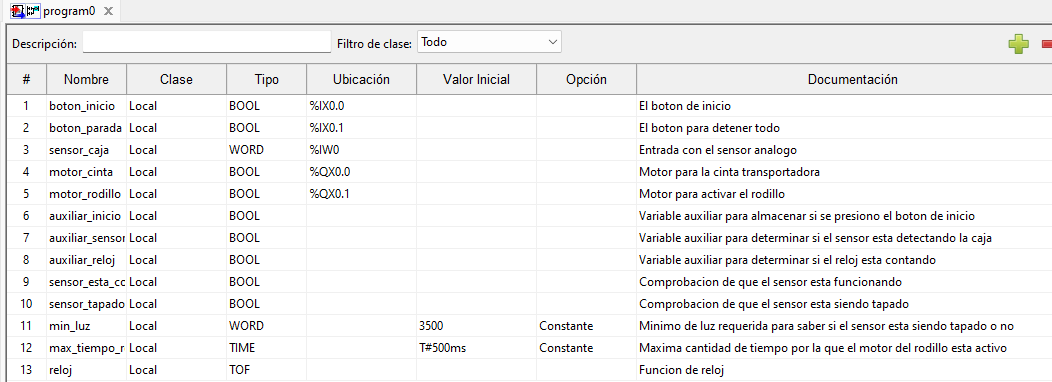 program0
Descripción: Filtro de clase: Todo
# Nombre Clase Tipo Ubicación Valor Inicial Opción Documentación
1 boton_inicio Local BOOL %IX0.0 El boton de inicio
2 boton_parada Local BOOL %IX0.1 El boton para detener todo
3 sensor_caja Local WORD %IW0 Entrada con el sensor analogo
4 motor_cinta Local BOOL %QX0.0 Motor para la cinta transportadora
5 motor_rodillo Local BOOL %QX0.1 Motor para activar el rodillo
6 auxiliar_inicio Local BOOL Variable auxiliar para almacenar si se presiono el boton de inicio
7 auxiliar_sensor Local BOOL Variable auxiliar para determinar si el sensor esta detectando la caja
8 auxiliar_reloj Local BOOL Variable auxiliar para determinar si el reloj esta contando
9 sensor_esta_cc Local BOOL Comprobacion de que el sensor esta funcionando
10 sensor_tapado Local BOOL Comprobacion de que el sensor esta siendo tapado
11 min_luz Local WORD 3500 Constante Minimo de luz requerida para saber si el sensor esta siendo tapado o no
12 max_tiempo_r Local TIME T#500ms Constante Maxima cantidad de tiempo por la que el motor del rodillo esta activo
13 reloj Local TOF Funcion de reloj